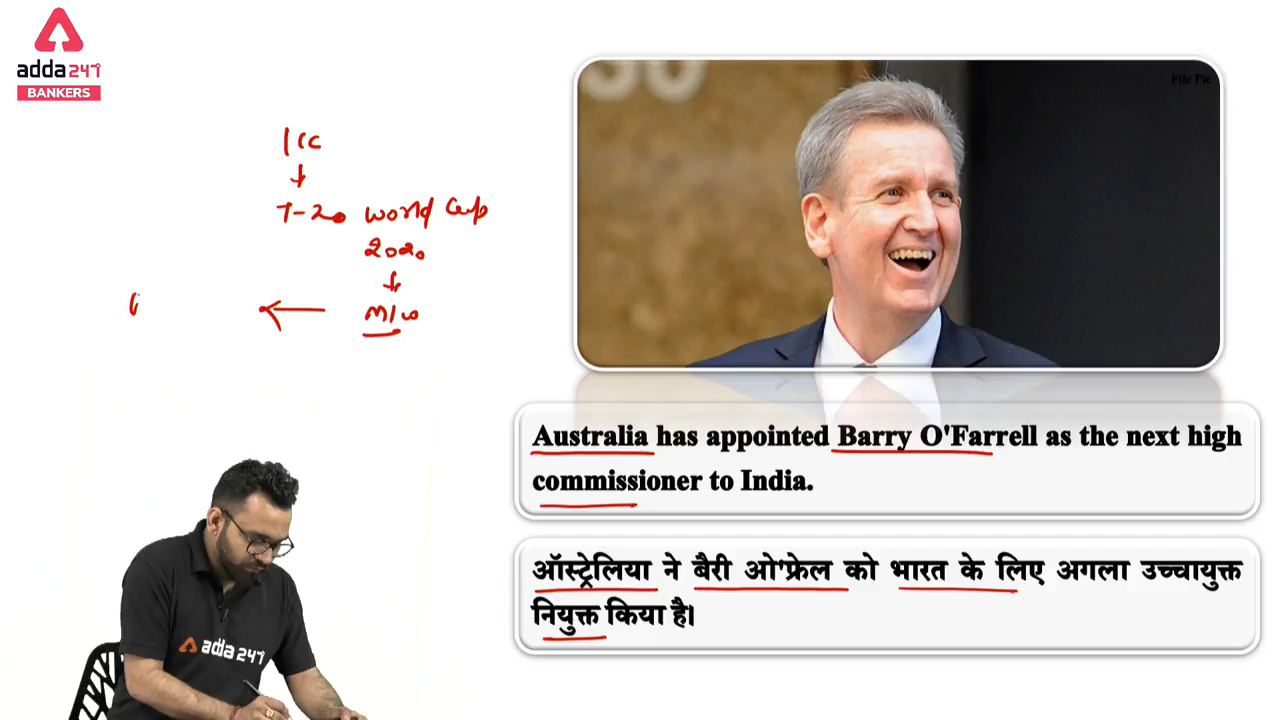 adda247
BANKERS
File Pic
ICC
T-20 World Cup
2020
M/W
Australia has appointed Barry O'Farrell as the next high
commissioner to India.
ऑस्ट्रेलिया ने बैरी ओ'फ्रेल को भारत के लिए अगला उच्चायुक्त
नियुक्त किया है।
adda247